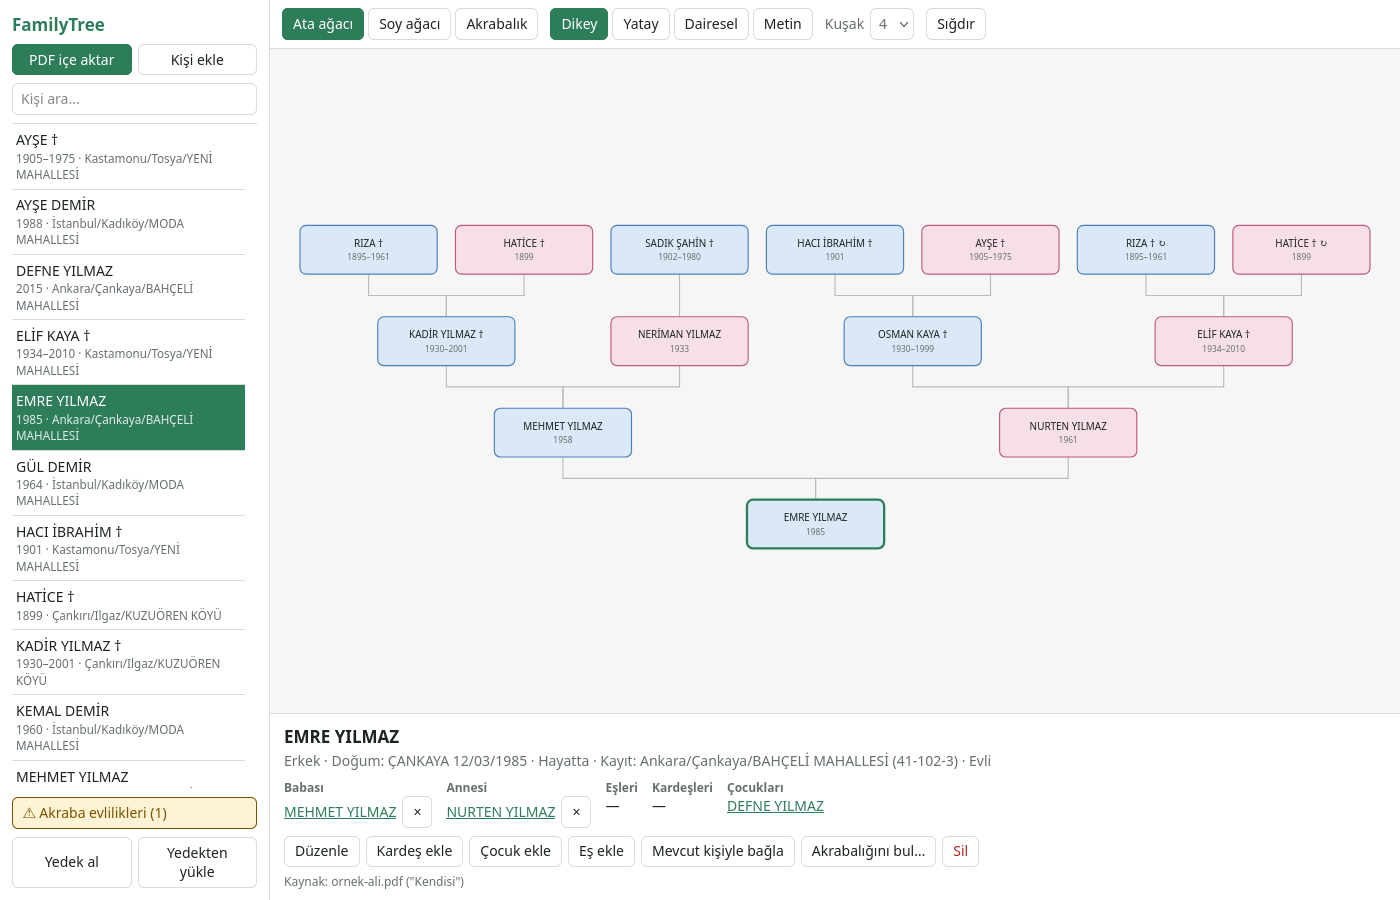 FamilyTree
PDF içe aktar
Kişi ekle
Kişi ara...
AYŞE †
1905–1975 · Kastamonu/Tosya/YENİ
MAHALLESİ
AYŞE DEMİR
1988 · İstanbul/Kadıköy/MODA
MAHALLESİ
DEFNE YILMAZ
2015 · Ankara/Çankaya/BAHÇELİ
MAHALLESİ
ELİF KAYA †
1934–2010 · Kastamonu/Tosya/YENİ
MAHALLESİ
EMRE YILMAZ
1985 · Ankara/Çankaya/BAHÇELİ
MAHALLESİ
GÜL DEMİR
1964 · İstanbul/Kadıköy/MODA
MAHALLESİ
HACI İBRAHİM †
1901 · Kastamonu/Tosya/YENİ
MAHALLESİ
HATİCE †
1899 · Çankırı/Ilgaz/KUZUÖREN KÖYÜ
KADİR YILMAZ †
1930–2001 · Çankırı/Ilgaz/KUZUÖREN
KÖYÜ
KEMAL DEMİR
1960 · İstanbul/Kadıköy/MODA
MAHALLESİ
MEHMET YILMAZ
⚠ Akraba evlilikleri (1)
Yedek al
Yedekten
yükle
Ata ağacı
Soy ağacı
Akrabalık
Dikey
Yatay
Dairesel
Metin
Kuşak
4
Sığdır
RIZA †
1895–1961
HATİCE †
1899
SADIK ŞAHİN †
1902–1980
HACI İBRAHİM †
1901
AYŞE †
1905–1975
RIZA † ↻
1895–1961
HATİCE † ↻
1899
KADİR YILMAZ †
1930–2001
NERİMAN YILMAZ
1933
OSMAN KAYA †
1930–1999
ELİF KAYA †
1934–2010
MEHMET YILMAZ
1958
NURTEN YILMAZ
1961
EMRE YILMAZ
1985
EMRE YILMAZ
Erkek · Doğum: ÇANKAYA 12/03/1985 · Hayatta · Kayıt: Ankara/Çankaya/BAHÇELİ MAHALLESİ (41-102-3) · Evli
Babası
MEHMET YILMAZ ×
Annesi
NURTEN YILMAZ ×
Eşleri
—
Kardeşleri
—
Çocukları
DEFNE YILMAZ
Düzenle
Kardeş ekle
Çocuk ekle
Eş ekle
Mevcut kişiyle bağla
Akrabalığını bul...
Sil
Kaynak: ornek-ali.pdf ("Kendisi")